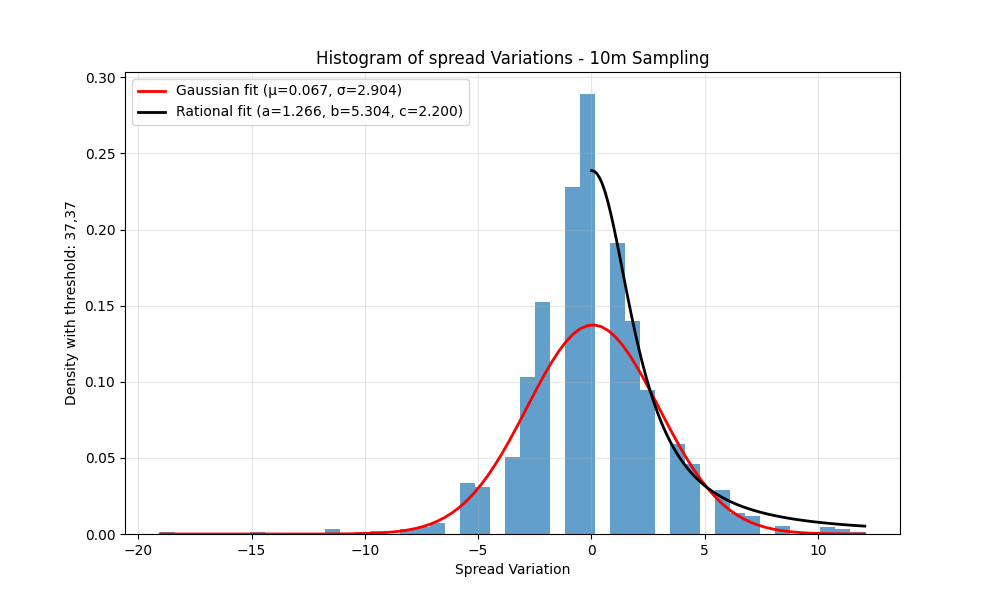 Histogram of spread Variations - 10m Sampling
Gaussian fit (μ=0.067, σ=2.904)
Rational fit (a=1.266, b=5.304, c=2.200)
Density with threshold: 37,37
0.30
0.25
0.20
0.15
0.10
0.05
0.00
−20
−15
−10
−5
0
5
10
Spread Variation